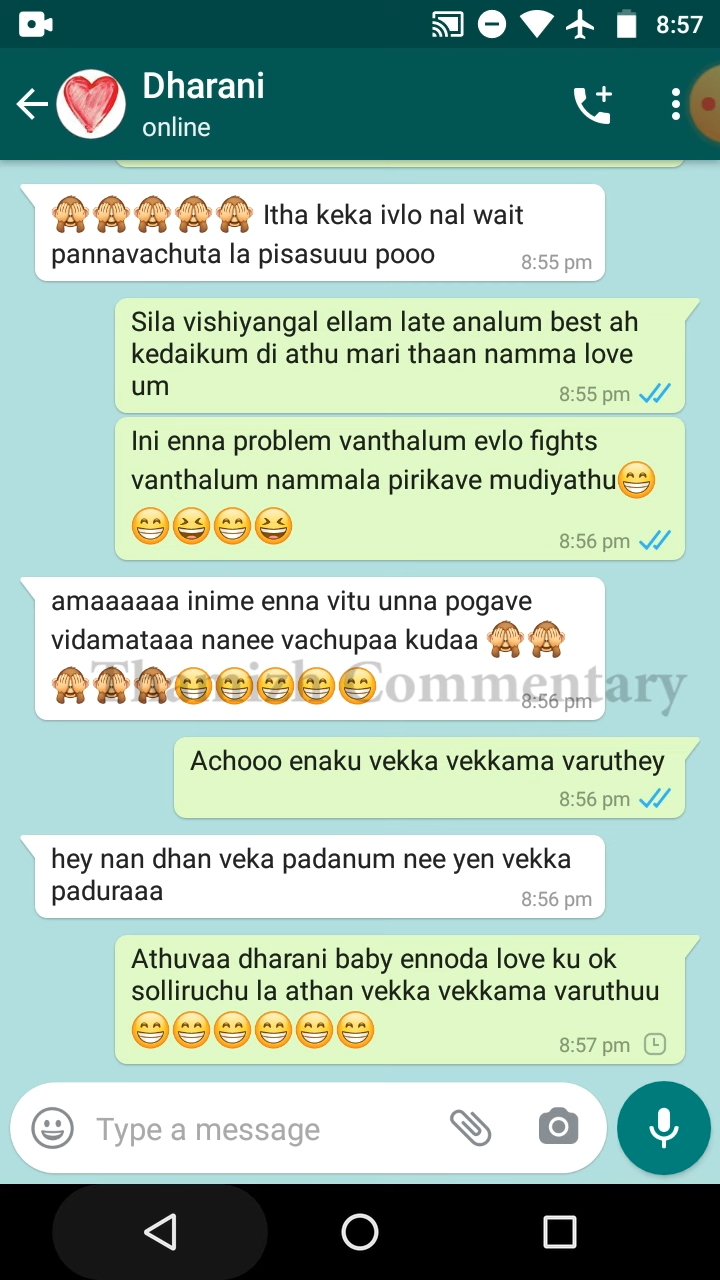 8:57
Dharani
online
🙈🙈🙈🙈🙈 Itha keka ivlo nal wait
pannavachuta la pisasuuu pooo
8:55 pm
Sila vishiyangal ellam late analum best ah
kedaikum di athu mari thaan namma love
um
8:55 pm
Ini enna problem vanthalum evlo fights
vanthalum nammala pirikave mudiyathu😁
😁😆😁😆
8:56 pm
amaaaaaa inime enna vitu unna pogave
vidamataaa nanee vachupaa kudaa 🙈🙈
🙈🙈🙈😁😁😁😁😁
8:56 pm
Thamizh Commentary
Achooo enaku vekka vekkama varuthey
8:56 pm
hey nan dhan veka padanum nee yen vekka
paduraaa
8:56 pm
Athuvaa dharani baby ennoda love ku ok
solliruchu la athan vekka vekkama varuthuu
😁😁😁😁😁😁
8:57 pm
Type a message